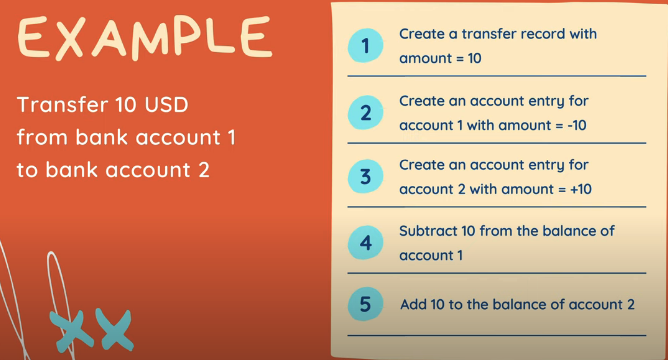 EXAMPLE
Transfer 10 USD
from bank account 1
to bank account 2
1
Create a transfer record with
amount = 10
2
Create an account entry for
account 1 with amount = -10
3
Create an account entry for
account 2 with amount = +10
4
Subtract 10 from the balance of
account 1
5
Add 10 to the balance of account 2